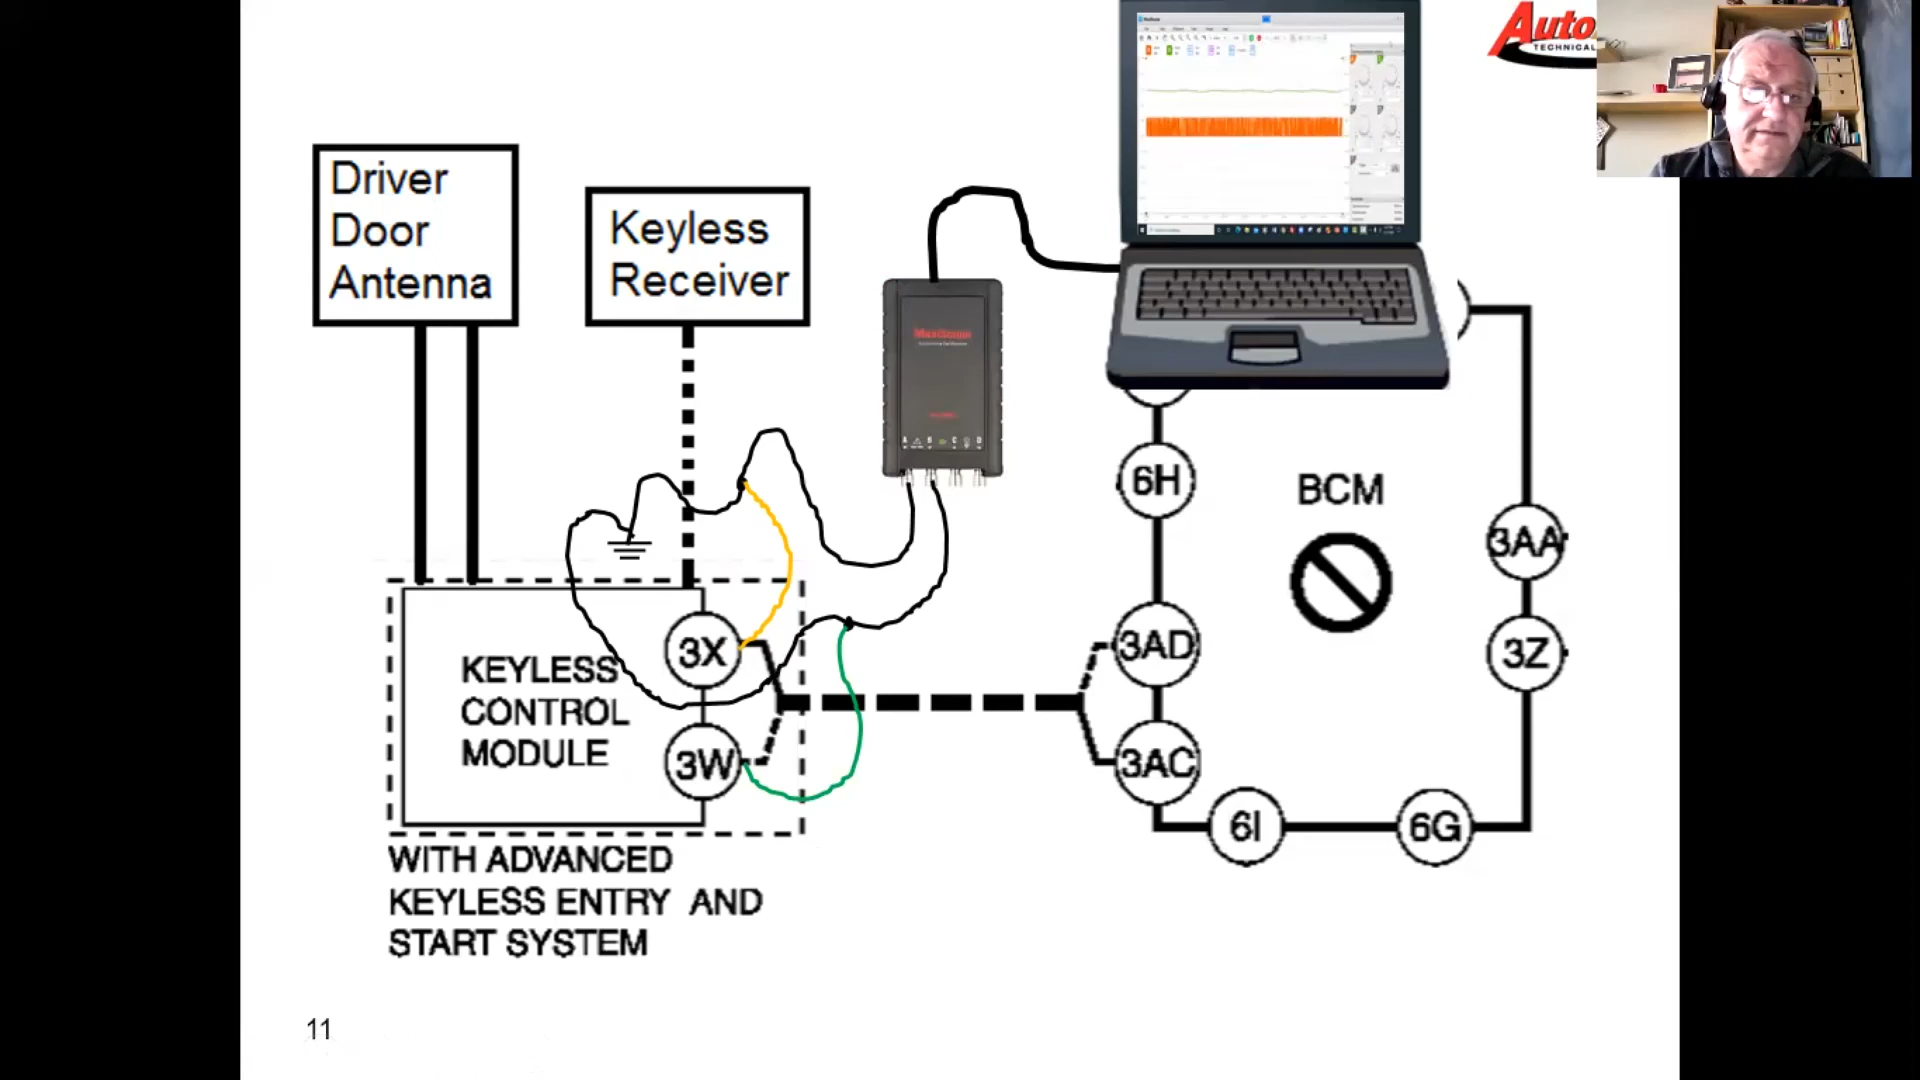 Auto
TECHNICAL
Driver
Door
Antenna
Keyless
Receiver
MaxiScope
A B C D
6H
BCM
3AA
3X
3AD
3Z
KEYLESS
CONTROL
MODULE
3W
3AC
6I
6G
WITH ADVANCED
KEYLESS ENTRY AND
START SYSTEM
11